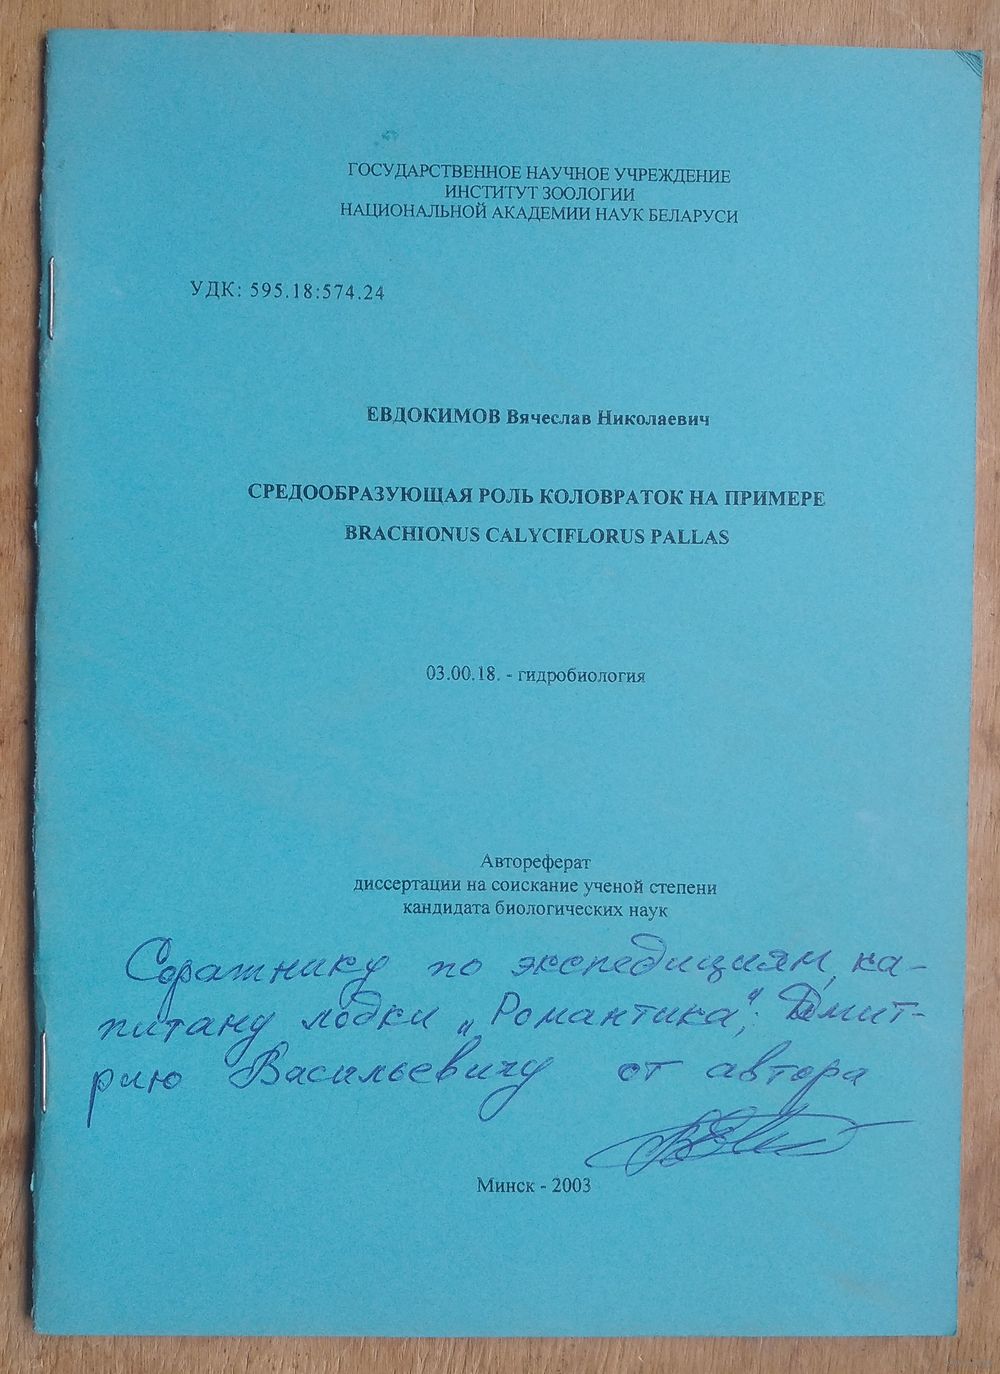 ГОСУДАРСТВЕННОЕ НАУЧНОЕ УЧРЕЖДЕНИЕ
ИНСТИТУТ ЗООЛОГИИ
НАЦИОНАЛЬНОЙ АКАДЕМИИ НАУК БЕЛАРУСИ
УДК: 595.18:574.24
ЕВДОКИМОВ Вячеслав Николаевич
СРЕДООБРАЗУЮЩАЯ РОЛЬ КОЛОВРАТОК НА ПРИМЕРЕ
BRACHIONUS CALYCIFLORUS PALLAS
03.00.18. - гидробиология
Автореферат
диссертации на соискание ученой степени
кандидата биологических наук
Соратнику по экспедициям, ка-
питану лодки „Романтика", Дмит-
рию Васильевичу от автора
Минск - 2003